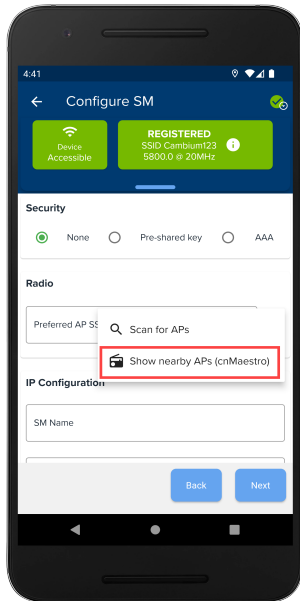 4:41
Configure SM
Device
Accessible
REGISTERED
SSID Cambium123
5800.0 @ 20MHz
Security
None
Pre-shared key
AAA
Radio
Preferred AP SS
Scan for APs
Show nearby APs (cnMaestro)
IP Configuration
SM Name
Back
Next